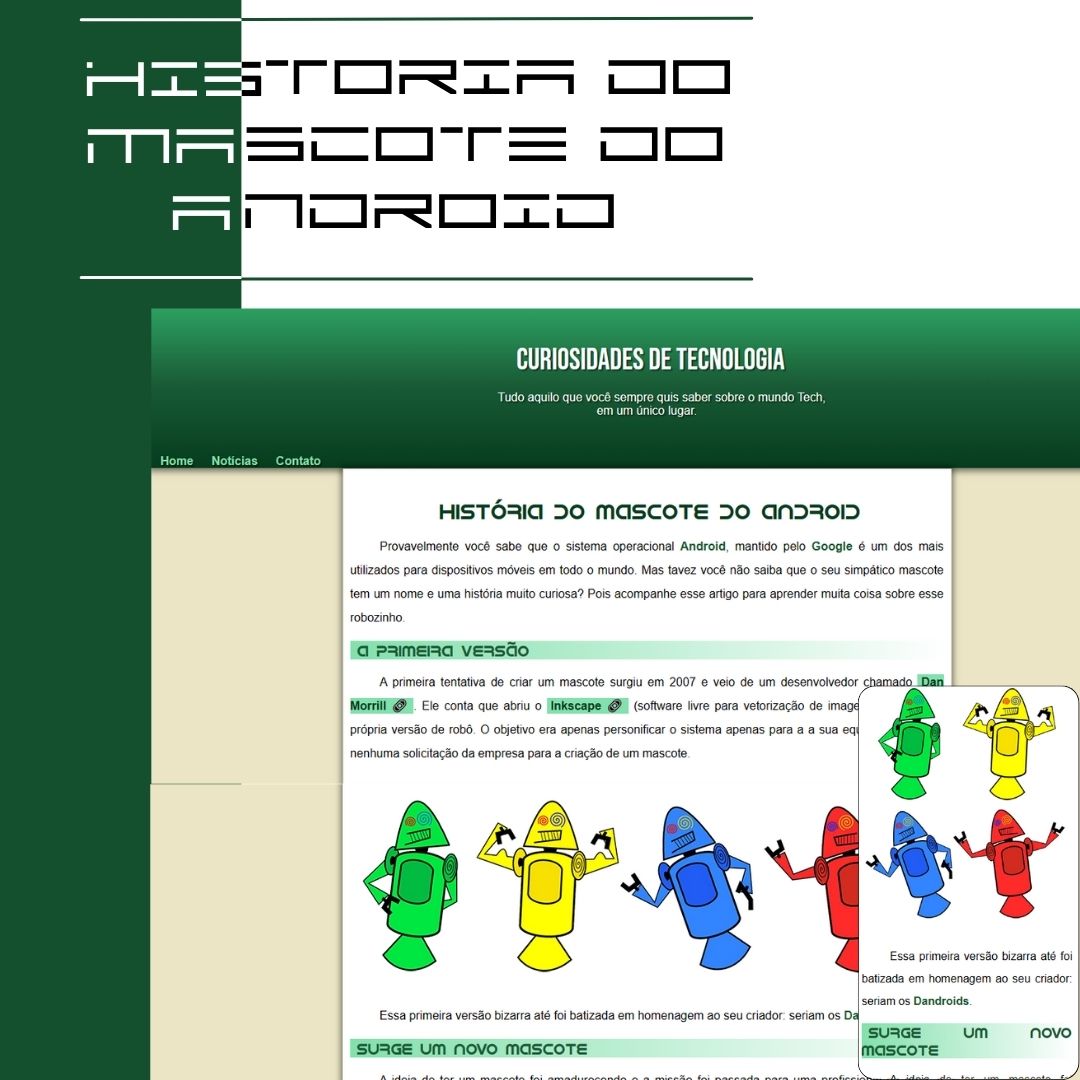 HISTORIA DO
MASCOTE DO
ANDROID
CURIOSIDADES DE TECNOLOGIA
Tudo aquilo que você sempre quis saber sobre o mundo Tech,
em um único lugar.
Home Notícias Contato
HISTÓRIA DO MASCOTE DO ANDROID
Provavelmente você sabe que o sistema operacional Android, mantido pelo Google é um dos mais
utilizados para dispositivos móveis em todo o mundo. Mas tavez você não saiba que o seu simpático mascote
tem um nome e uma história muito curiosa? Pois acompanhe esse artigo para aprender muita coisa sobre esse
robozinho.
A PRIMEIRA VERSÃO
A primeira tentativa de criar um mascote surgiu em 2007 e veio de um desenvolvedor chamado Dan
Morrill . Ele conta que abriu o Inkscape (software livre para vetorização de image
própria versão de robô. O objetivo era apenas personificar o sistema apenas para a a sua equ
nenhuma solicitação da empresa para a criação de um mascote.
Essa primeira versão bizarra até foi batizada em homenagem ao seu criador: seriam os Da
SURGE UM NOVO MASCOTE
A ideia de ter um mascote foi amadurecendo e a missão foi passada para uma profission
Essa primeira versão bizarra até foi
batizada em homenagem ao seu criador:
seriam os Dandroids.
SURGE UM NOVO
MASCOTE
A ideia de ter um mascote